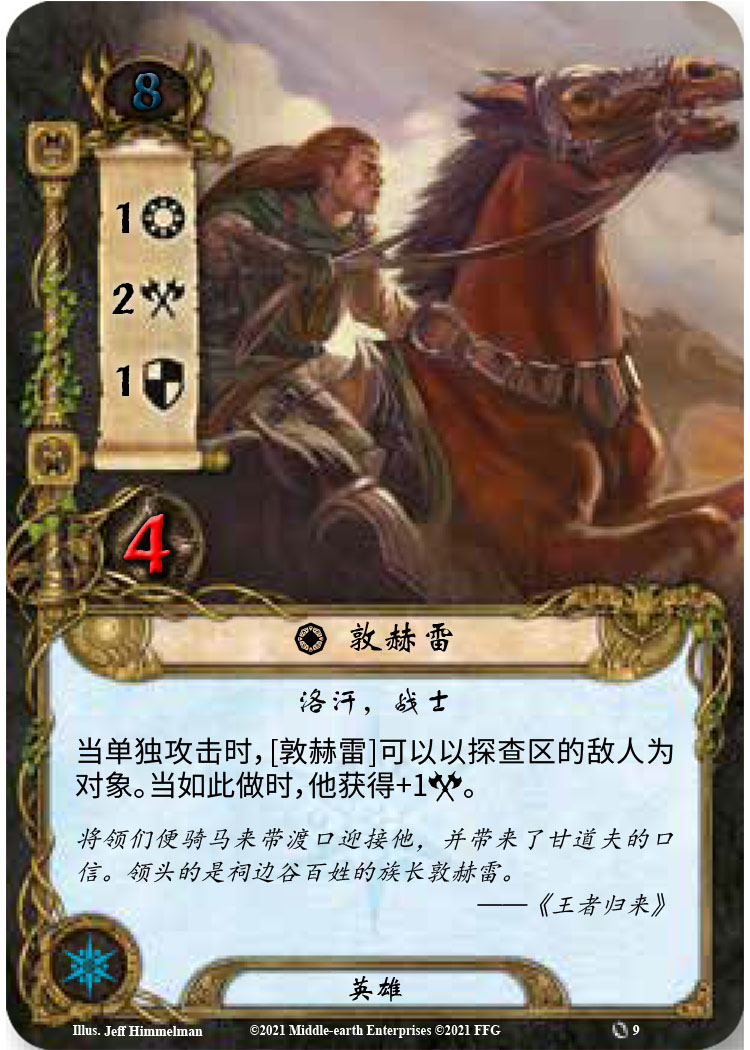 8
1
2
1
4
敦赫雷
洛汗，战士
当单独攻击时，[敦赫雷]可以以探查区的敌人为
对象。当如此做时，他获得+1。
将领们便骑马来带渡口迎接他，并带来了甘道夫的口
信。领头的是祠边谷百姓的族长敦赫雷。
——《王者归来》
英雄
Illus. Jeff Himmelman ©2021 Middle-earth Enterprises ©2021 FFG 9